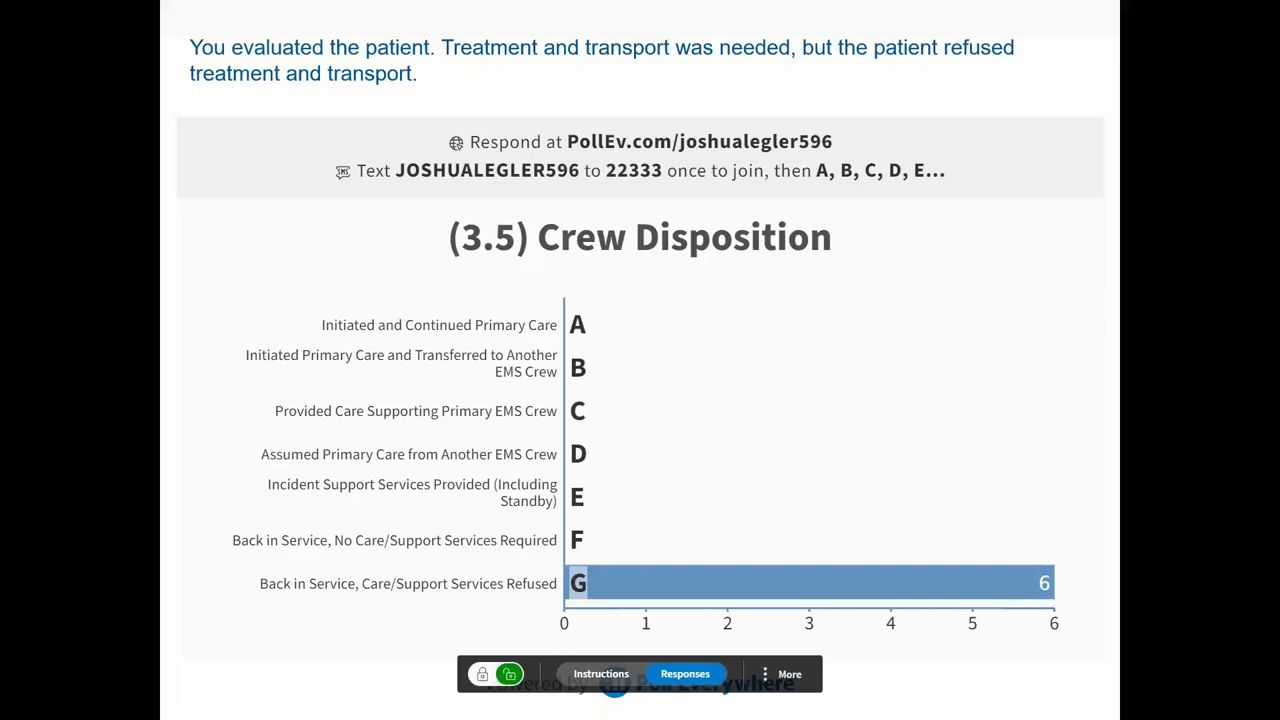 You evaluated the patient. Treatment and transport was needed, but the patient refused
treatment and transport.
Respond at PollEv.com/joshualegler596
Text JOSHUALEGLER596 to 22333 once to join, then A, B, C, D, E...
(3.5) Crew Disposition
Initiated and Continued Primary Care A
Initiated Primary Care and Transferred to Another
EMS Crew B
Provided Care Supporting Primary EMS Crew C
Assumed Primary Care from Another EMS Crew D
Incident Support Services Provided (Including
Standby) E
Back in Service, No Care/Support Services Required F
Back in Service, Care/Support Services Refused G 6
0 1 2 3 4 5 6
Instructions Responses More
Powered by Poll Everywhere